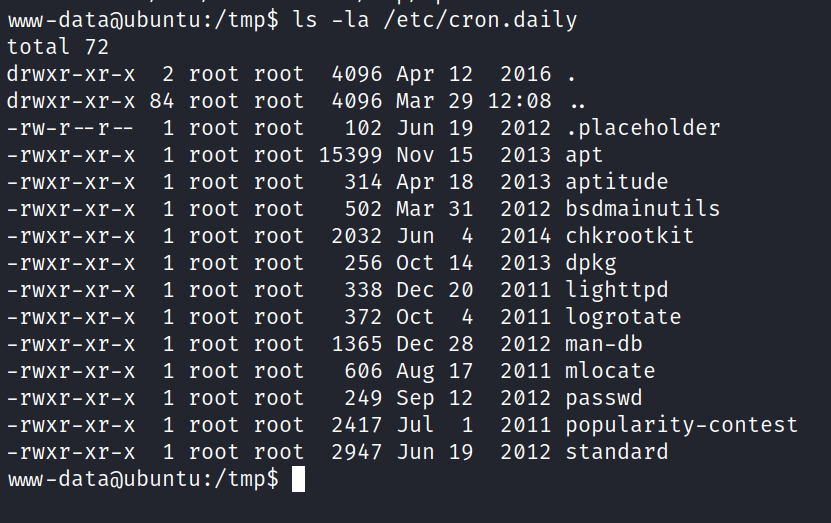 www-data@ubuntu:/tmp$ ls -la /etc/cron.daily
total 72
drwxr-xr-x  2 root root  4096 Apr 12  2016 .
drwxr-xr-x 84 root root  4096 Mar 29 12:08 ..
-rw-r--r--  1 root root   102 Jun 19  2012 .placeholder
-rwxr-xr-x  1 root root 15399 Nov 15  2013 apt
-rwxr-xr-x  1 root root   314 Apr 18  2013 aptitude
-rwxr-xr-x  1 root root   502 Mar 31  2012 bsdmainutils
-rwxr-xr-x  1 root root  2032 Jun  4  2014 chkrootkit
-rwxr-xr-x  1 root root   256 Oct 14  2013 dpkg
-rwxr-xr-x  1 root root   338 Dec 20  2011 lighttpd
-rwxr-xr-x  1 root root   372 Oct  4  2011 logrotate
-rwxr-xr-x  1 root root  1365 Dec 28  2012 man-db
-rwxr-xr-x  1 root root   606 Aug 17  2011 mlocate
-rwxr-xr-x  1 root root   249 Sep 12  2012 passwd
-rwxr-xr-x  1 root root  2417 Jul  1  2011 popularity-contest
-rwxr-xr-x  1 root root  2947 Jun 19  2012 standard
www-data@ubuntu:/tmp$